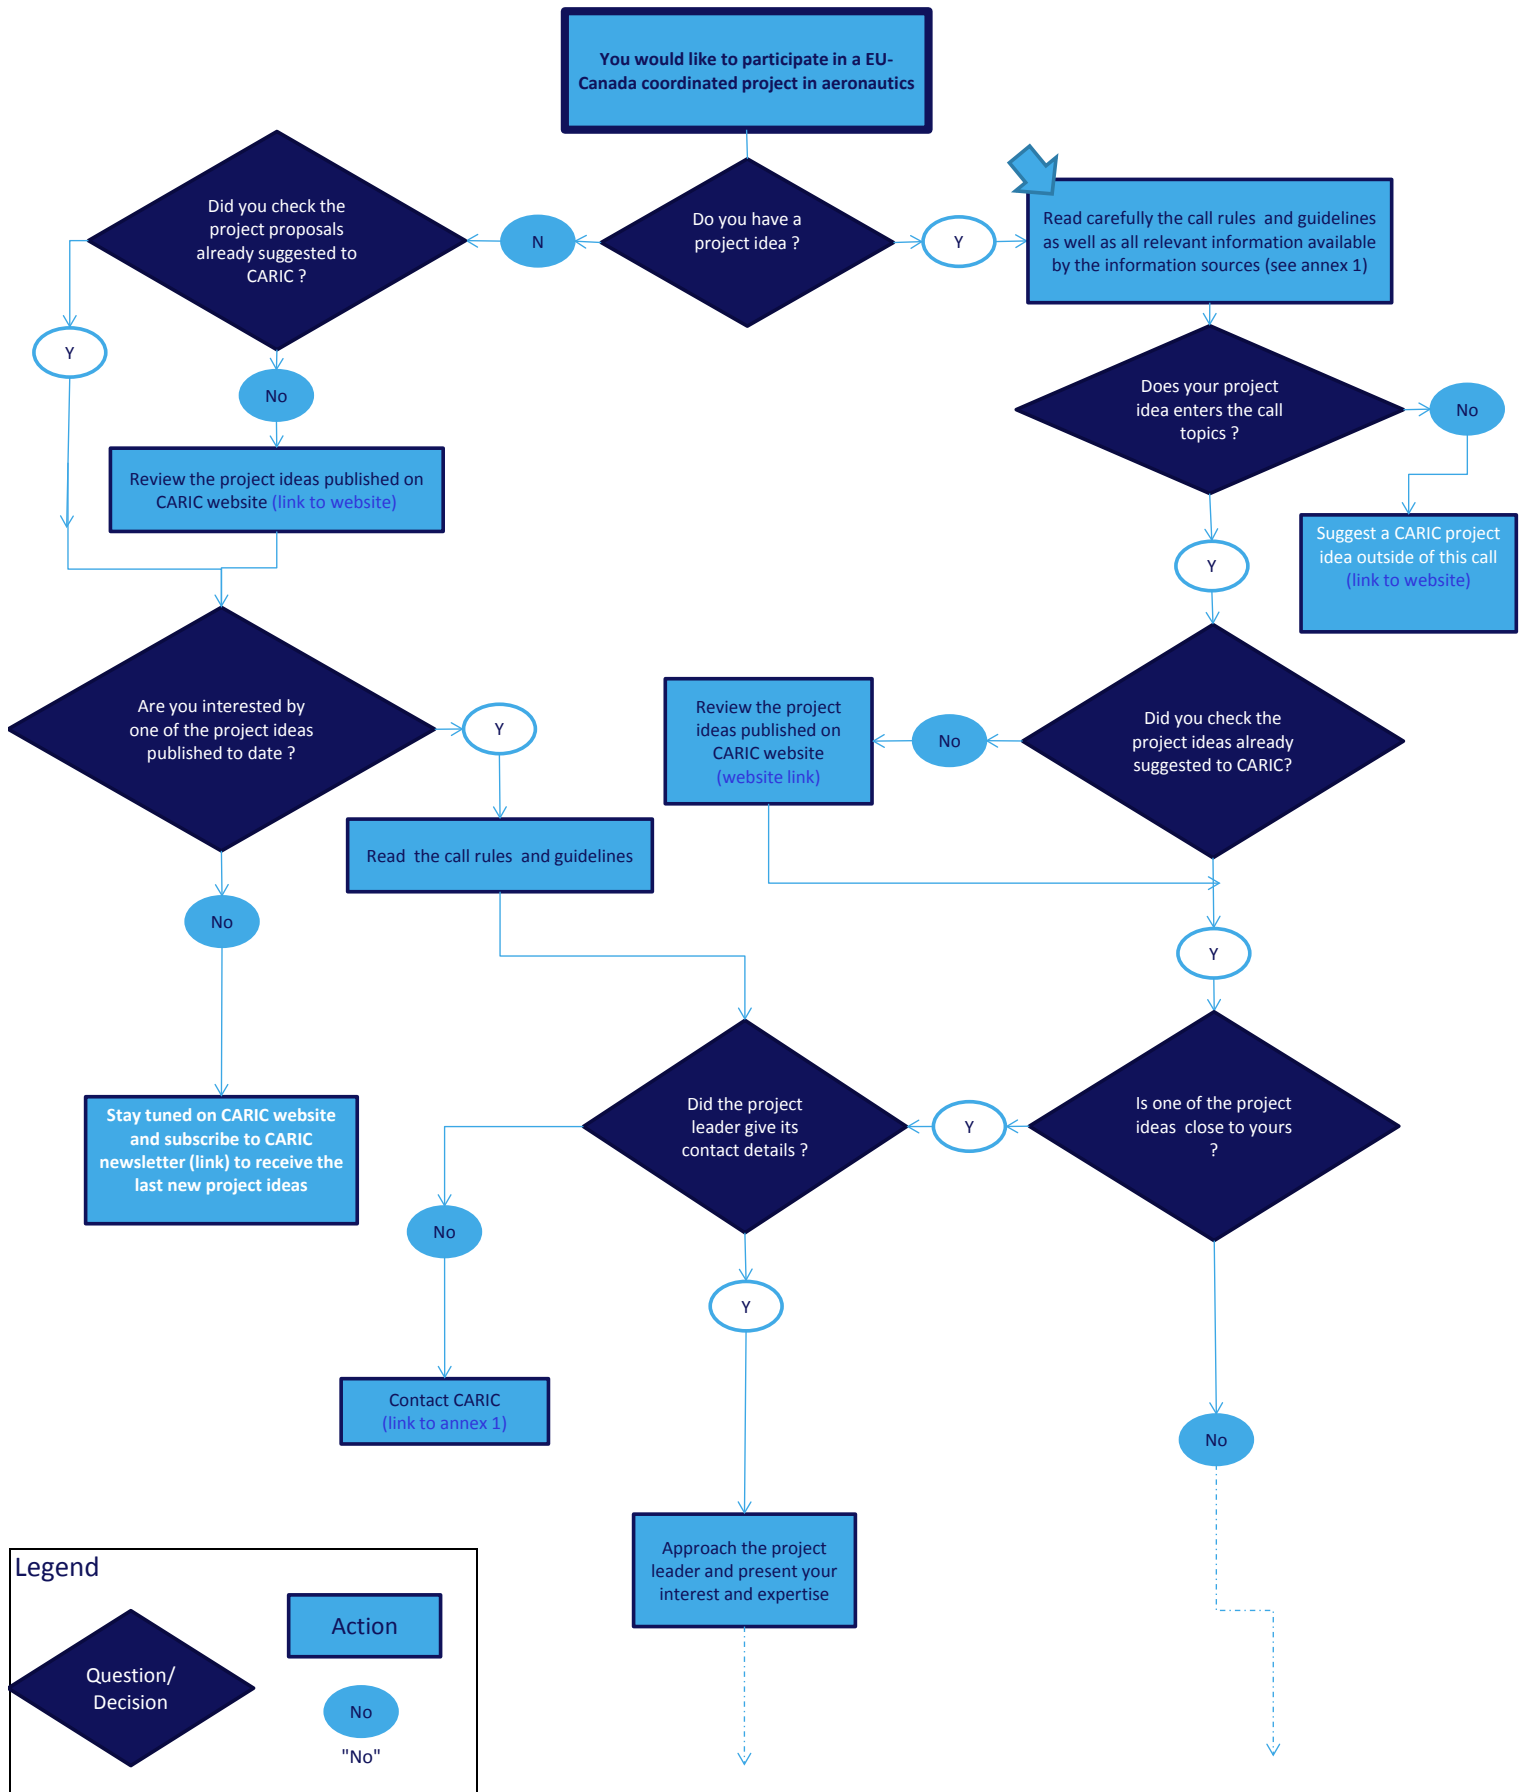 You would like to participate in a EU-
Canada coordinated project in aeronautics
Did you check the
project proposals
already suggested to
CARIC ?
N
Do you have a
project idea ?
Y
Read carefully the call rules and guidelines
as well as all relevant information available
by the information sources (see annex 1)
Y
No
Does your project
idea enters the call
topics ?
No
Review the project ideas published on
CARIC website (link to website)
Suggest a CARIC project
idea outside of this call
(link to website)
Y
Are you interested by
one of the project ideas
published to date ?
Y
Review the project
ideas published on
CARIC website
(website link)
No
Did you check the
project ideas already
suggested to CARIC?
Read the call rules and guidelines
No
Y
Stay tuned on CARIC website
and subscribe to CARIC
newsletter (link) to receive the
last new project ideas
Did the project
leader give its
contact details ?
Y
Is one of the project
ideas close to yours
?
No
Y
Contact CARIC
(link to annex 1)
No
Approach the project
leader and present your
interest and expertise
Legend
Action
Question/
Decision
No
"No"